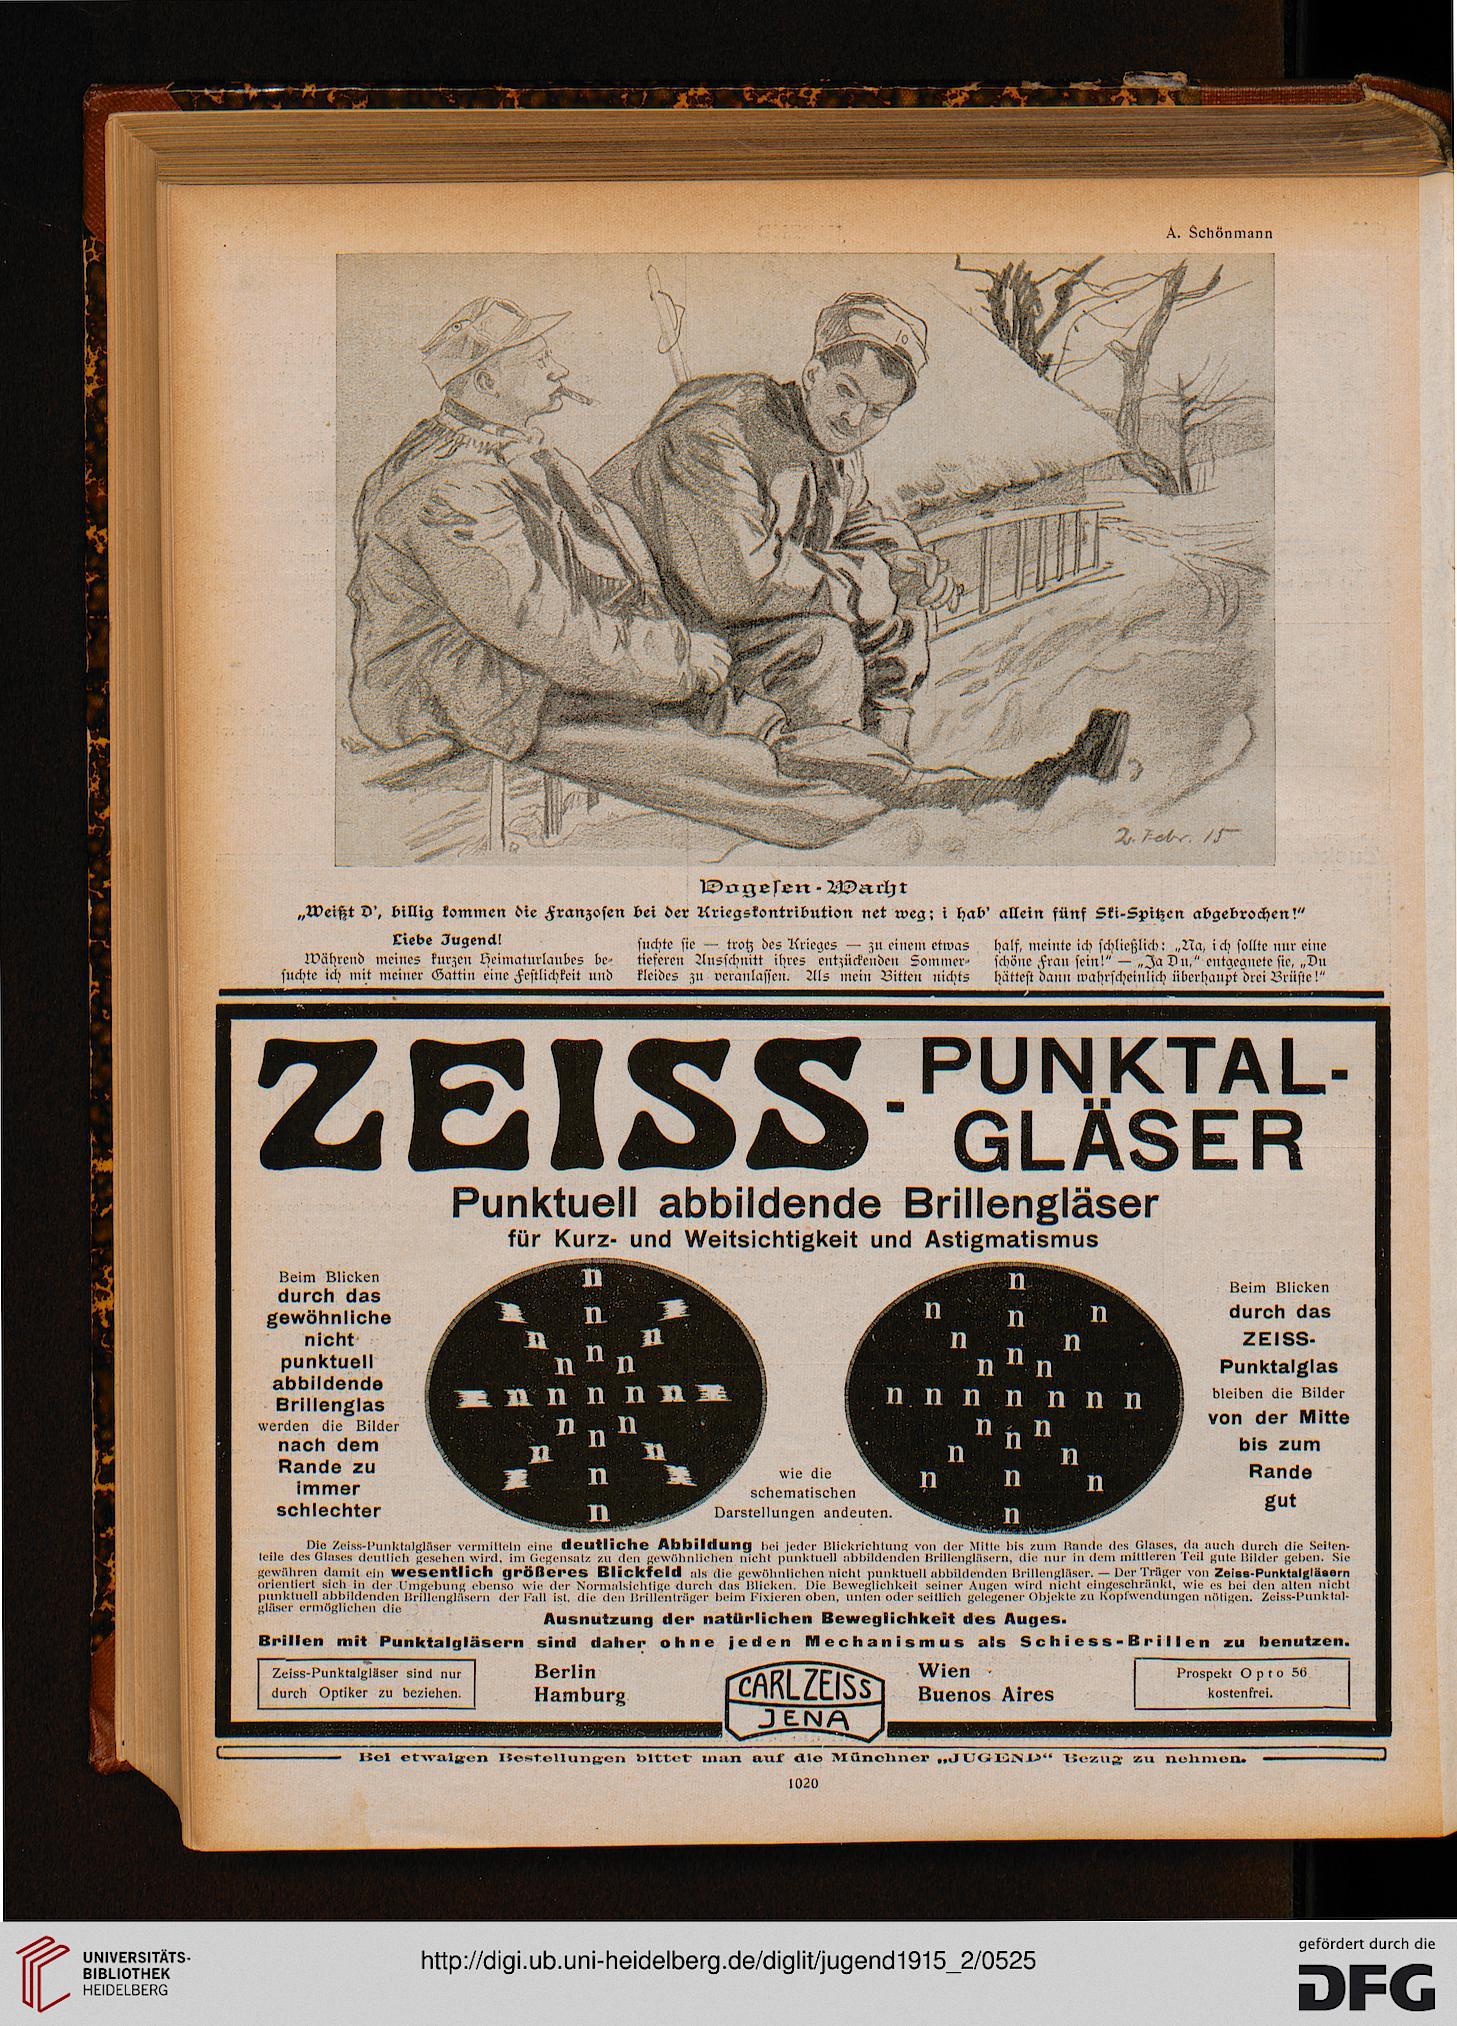 A. Schönmann
10
2. Febr. 15
Vogesen-Wacht
„Weißt D', billig kommen die Franzosen bei der Kriegskontribution net weg; i hab' allein fünf Ski-Spitzen abgebrochen!"
Liebe Jugend!
Während meines kurzen Heimaturlaubes be-
suchte ich mit meiner Gattin eine Festlichkeit und
suchte sie — trotz des Krieges — zu einem etwas
tieferen Ausschnitt ihres entzückenden Sommer-
kleides zu veranlassen. Als mein Bitten nichts
half, meinte ich schließlich: „Na, ich sollte nur eine
schöne Frau sein!" — „Ja Du," entgegnete sie, „Du
hättest dann wahrscheinlich überhaupt drei Brüste!"
ZEISS-PUNKTAL-
GLÄSER
Punktuell abbildende Brillengläser
für Kurz- und Weitsichtigkeit und Astigmatismus
Beim Blicken
durch das
gewöhnliche
nicht
punktuell
abbildende
Brillenglas
werden die Bilder
nach dem
Rande zu
immer
schlechter
n
n n n
n n n
n n n
n n n n n n n
n n n
n n n
n n n
n
wie die
schematischen
Darstellungen andeuten.
n
n n n
n n
n n n
n n n n n n n
n n n
n n
n n n
n
Beim Blicken
durch das
ZEISS-
Punktalglas
bleiben die Bilder
von der Mitte
bis zum
Rande
gut
Die Zeiss-Punktalgläser vermitteln eine deutliche Abbildung bei jeder Blickrichtung von der Mitte bis zum Rande des Glases, da auch durch die Seiten-
teile des Glases deutlich gesehen wird, im Gegensatz zu den gewöhnlichen nicht punktuell abbildenden Brillengläsern, die nur in dem mittleren Teil gute Bilder geben. Sie
gewähren damit ein wesentlich größeres Blickfeld als die gewöhnlichen nicht punktuell abbildenden Brillengläser. — Der Träger von Zeiss-Punktalgläsern
orientiert sich in der Umgebung ebenso wie der Normalsichtige durch das Blicken. Die Beweglichkeit seiner Augen wird nicht eingeschränkt, wie es bei den alten nicht
punktuell abbildenden Brillengläsern der Fall ist, die den Brillenträger beim Fixieren oben, unten oder seitlich gelegener Objekte zu Kopfwendungen nötigen. Zeiss-Punktal-
gläser ermöglichen die
Ausnutzung der natürlichen Beweglichkeit des Auges.
Brillen mit Punktalgläsern sind daher ohne jeden Mechanismus als Schiess-Brillen zu benutzen.
Zeiss-Punktalgläser sind nur
durch Optiker zu beziehen.
Berlin
Hamburg
CARL ZEISS
JENA
Wien
Buenos Aires
Prospekt Opto 56
kostenfrei.
Bei etwaigen Bestellungen bittet man auf die Münchner „JUGEND" Bezug zu nehmen.
1020
UNIVERSITÄTS-
BIBLIOTHEK
HEIDELBERG
http://digi.ub.uni-heidelberg.de/diglit/jugend1915_2/0525
gefördert durch die
DFG